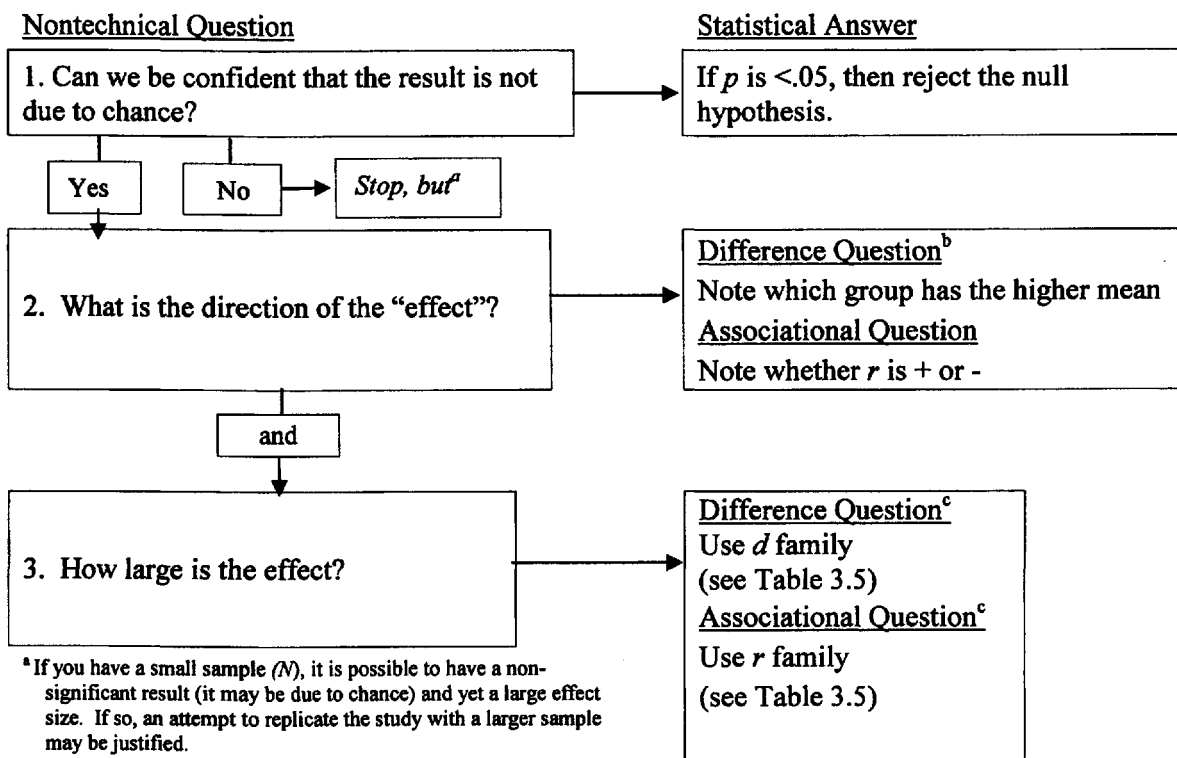 Nontechnical Question
Statistical Answer
1. Can we be confident that the result is not
due to chance?
If p is <.05, then reject the null
hypothesis.
Yes
No
Stop, but^a
2. What is the direction of the “effect”?
Difference Question^b
Note which group has the higher mean
Associational Question
Note whether r is + or -
and
3. How large is the effect?
Difference Question^c
Use d family
(see Table 3.5)
Associational Question^c
Use r family
(see Table 3.5)
^a If you have a small sample (N), it is possible to have a non-
significant result (it may be due to chance) and yet a large effect
size. If so, an attempt to replicate the study with a larger sample
may be justified.